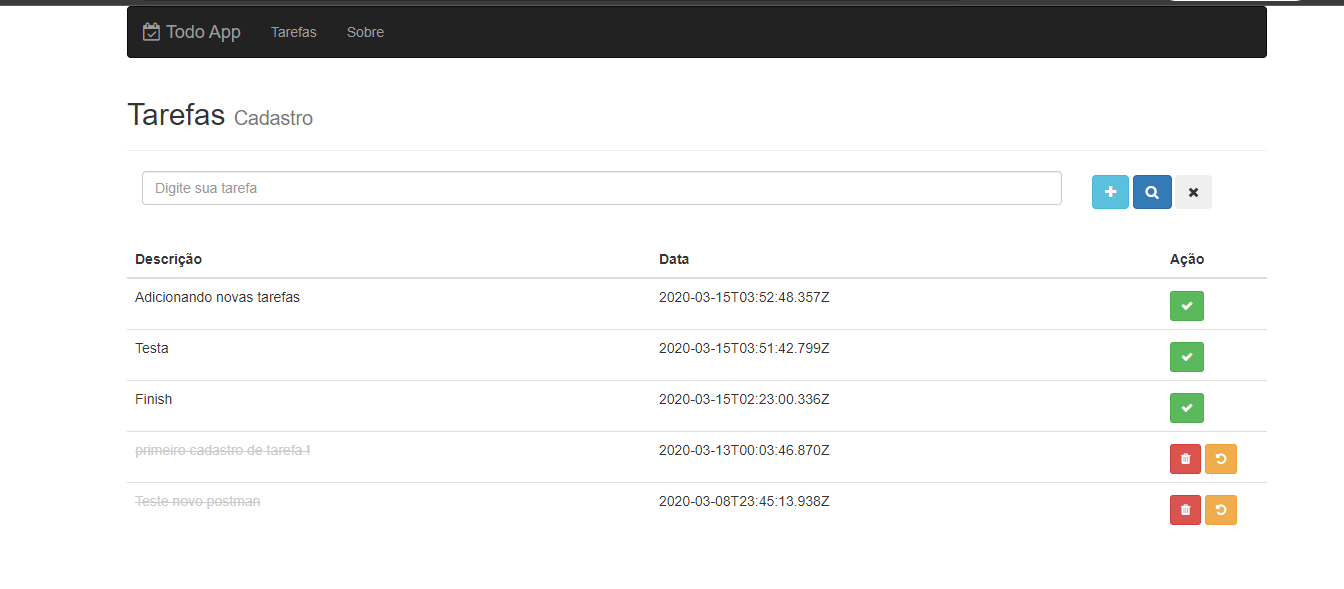 Todo App Tarefas Sobre
Tarefas Cadastro
Digite sua tarefa
Descrição Data Ação
Adicionando novas tarefas 2020-03-15T03:52:48.357Z
Testa 2020-03-15T03:51:42.799Z
Finish 2020-03-15T02:23:00.336Z
primeiro cadastro de tarefa ! 2020-03-13T00:03:46.870Z
Teste novo postman 2020-03-08T23:45:13.938Z